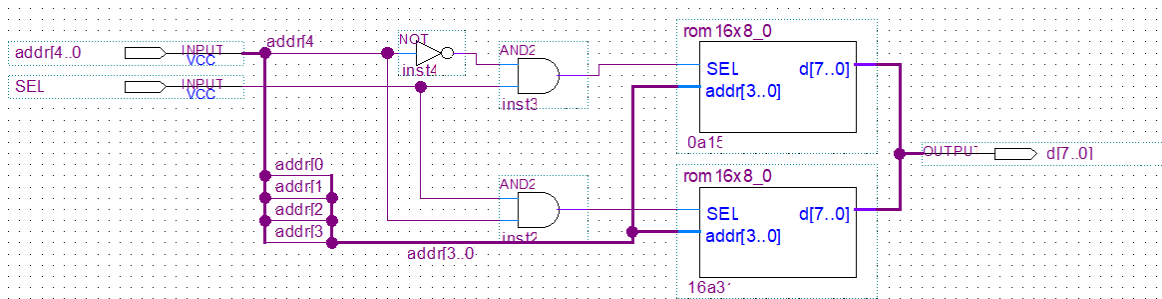 addr[4..0
INPUT
VCC
SEL
INPUT
VCC
addr[4
NOT
inst4
AND2
inst3
rom16x8_0
SEL
addr[3..0]
d[7..0]
0a15
OUTPUT
d[7..0]
addr[0
addr[1
addr[2
addr[3
addr[3..0
AND2
inst2
rom16x8_0
SEL
addr[3..0]
d[7..0]
16a31